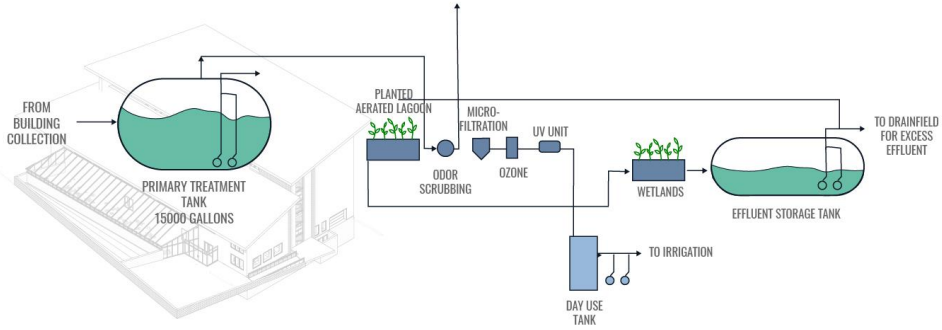 FROM
BUILDING
COLLECTION
PRIMARY TREATMENT
TANK
15000 GALLONS
PLANTED
AERATED LAGOON
ODOR
SCRUBBING
MICRO-
FILTRATION
OZONE
UV UNIT
WETLANDS
EFFLUENT STORAGE TANK
TO DRAINFIELD
FOR EXCESS
EFFLUENT
TO IRRIGATION
DAY USE
TANK